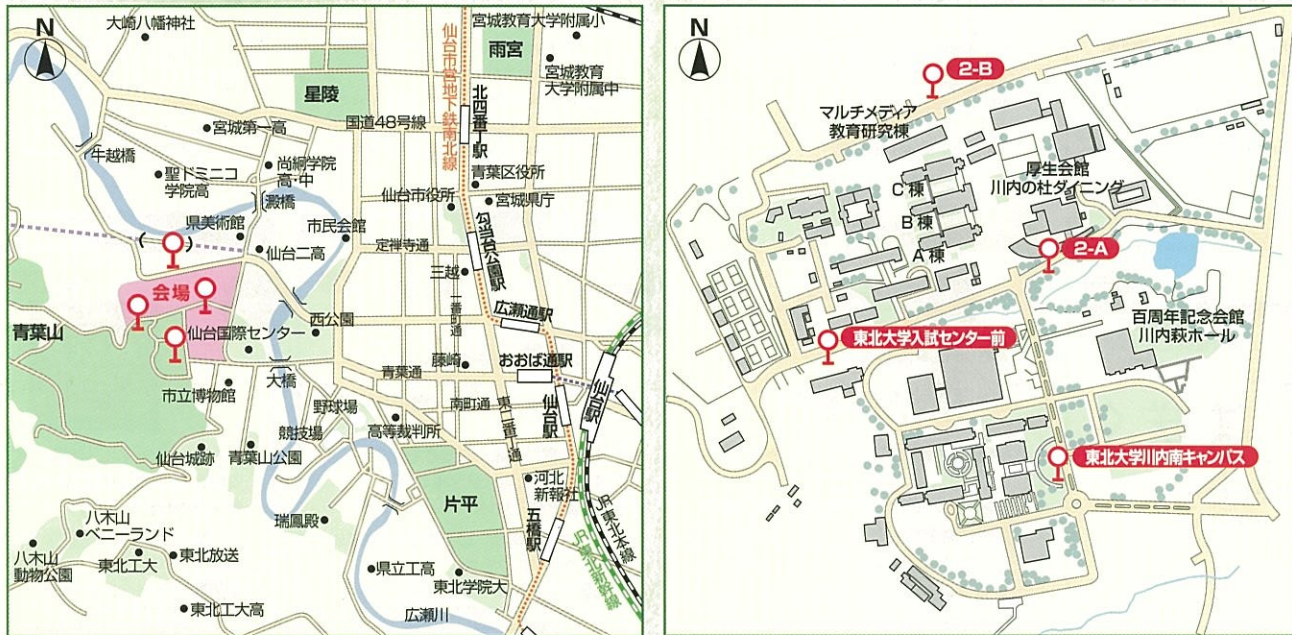 N
大崎八幡神社
宮城教育大学附属小
雨宮
宮城教育
大学附属中
仙台市営地下鉄南北線
北四番丁駅
星陵
国道48号線
宮城第一高
牛越橋
聖ドミニコ
学院高
尚絅学院
高・中
澱橋
青葉区役所
仙台市役所
宮城県庁
勾当台公園駅
県美術館
市民会館
仙台二高
定禅寺通
三越
一番町通
広瀬通駅
会場
青葉山
仙台国際センター
西公園
藤崎
おおば通駅
大橋
青葉通
市立博物館
野球場
南町通
東二番丁通
仙台駅
仙台駅
競技場
高等裁判所
仙台城跡
青葉山公園
河北
新報社
片平
五橋駅
JR東北本線
JR東北新幹線
瑞鳳殿
八木山
ベニーランド
八木山
動物公園
東北工大
東北放送
県立工高
東北学院大
東北工大高
広瀬川
N
2-B
マルチメディア
教育研究棟
厚生会館
川内の杜ダイニング
C棟
B棟
A棟
2-A
百周年記念会館
川内萩ホール
東北大学入試センター前
東北大学川内南キャンパス